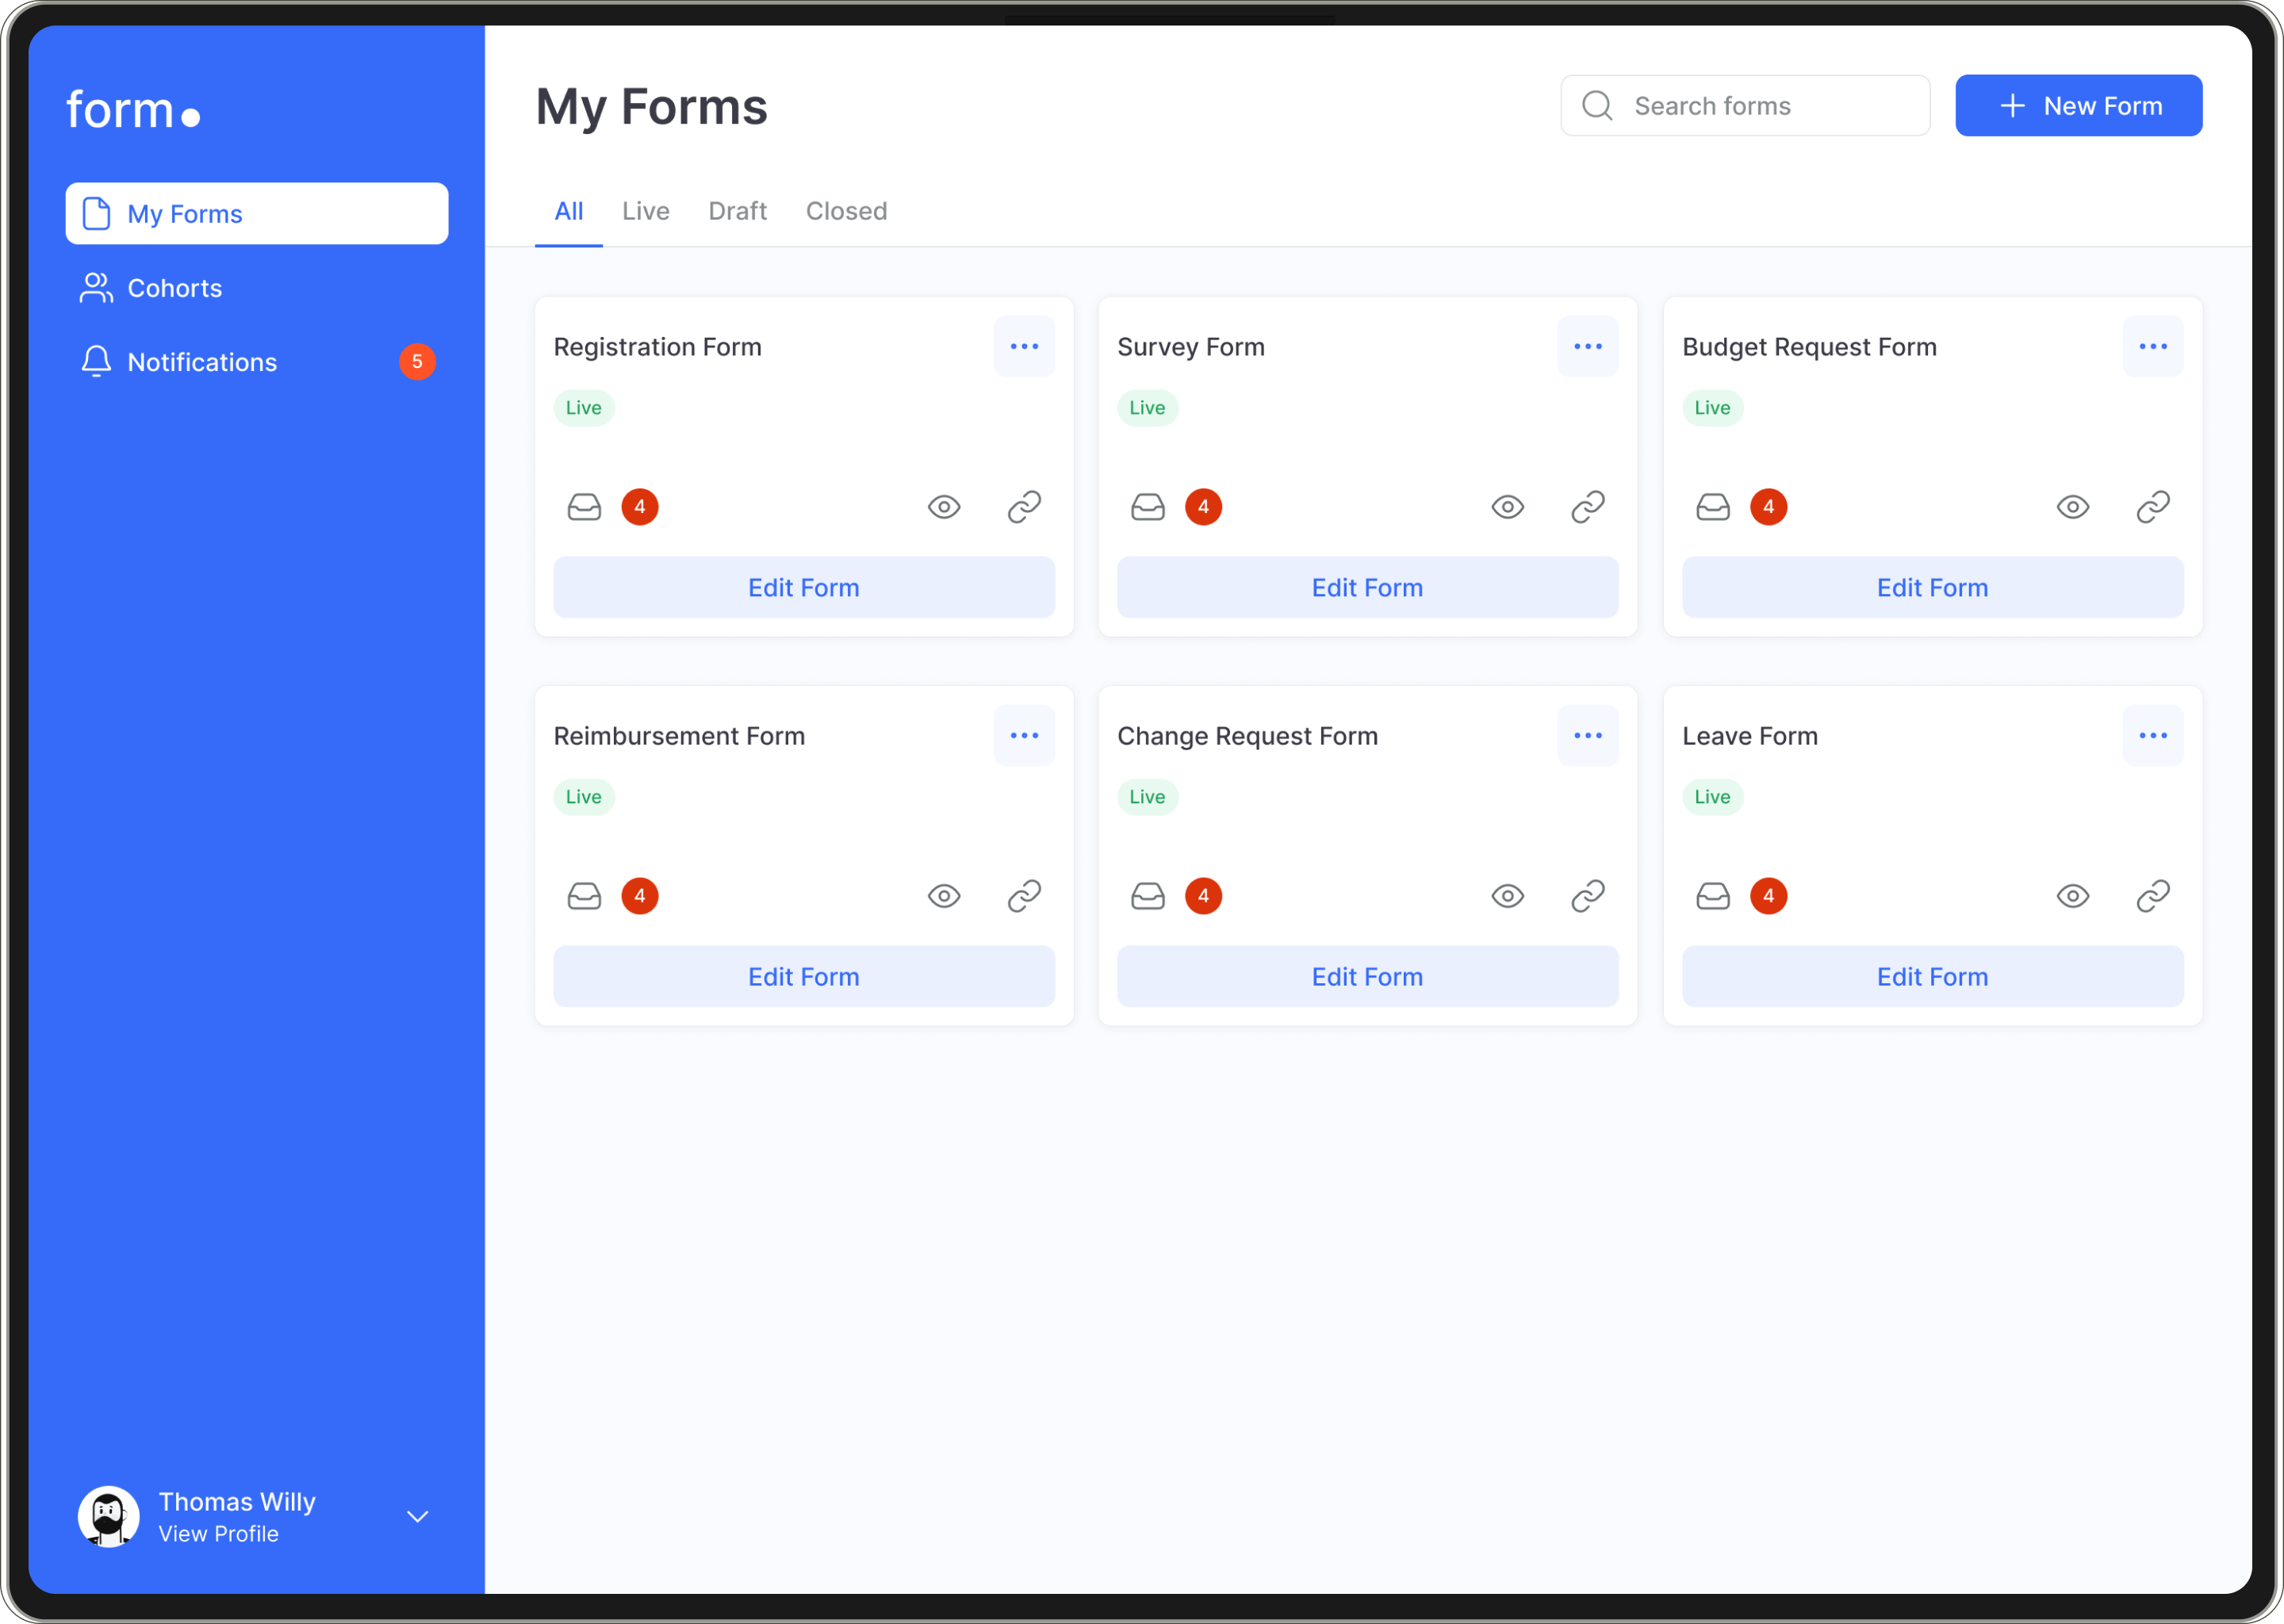 form.
My Forms
Cohorts
Notifications 5
Thomas Willy
View Profile
My Forms
Search forms
New Form
All Live Draft Closed
Registration Form
Live
4
Edit Form
Survey Form
Live
4
Edit Form
Budget Request Form
Live
4
Edit Form
Reimbursement Form
Live
4
Edit Form
Change Request Form
Live
4
Edit Form
Leave Form
Live
4
Edit Form